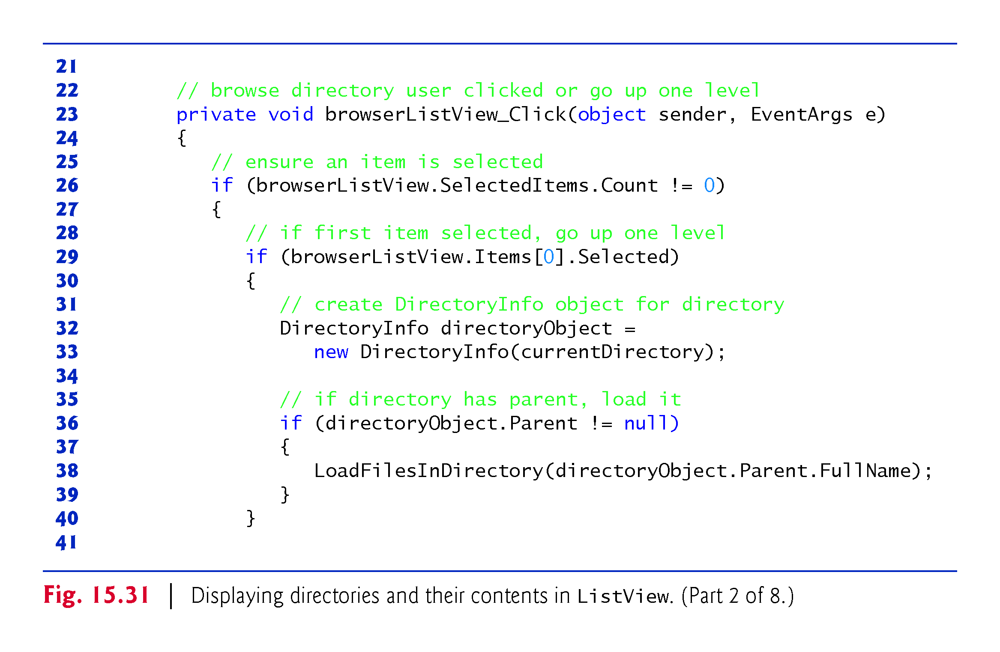 21
22 // browse directory user clicked or go up one level
23 private void browserListView_Click(object sender, EventArgs e)
24 {
25 // ensure an item is selected
26 if (browserListView.SelectedItems.Count != 0)
27 {
28 // if first item selected, go up one level
29 if (browserListView.Items[0].Selected)
30 {
31 // create DirectoryInfo object for directory
32 DirectoryInfo directoryObject =
33 new DirectoryInfo(currentDirectory);
34
35 // if directory has parent, load it
36 if (directoryObject.Parent != null)
37 {
38 LoadFilesInDirectory(directoryObject.Parent.FullName);
39 }
40 }
41
Fig. 15.31 | Displaying directories and their contents in ListView. (Part 2 of 8.)